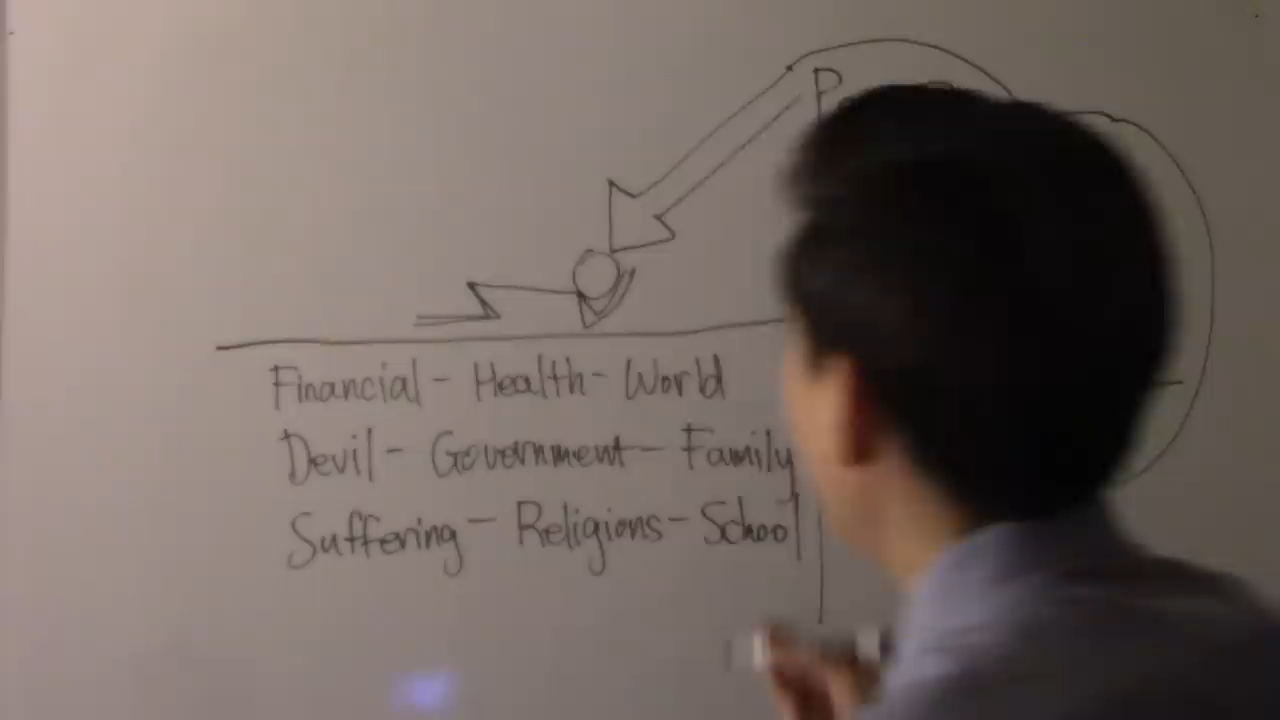 P
Financial - Health - World
Devil - Government - Family
Suffering - Religions - School